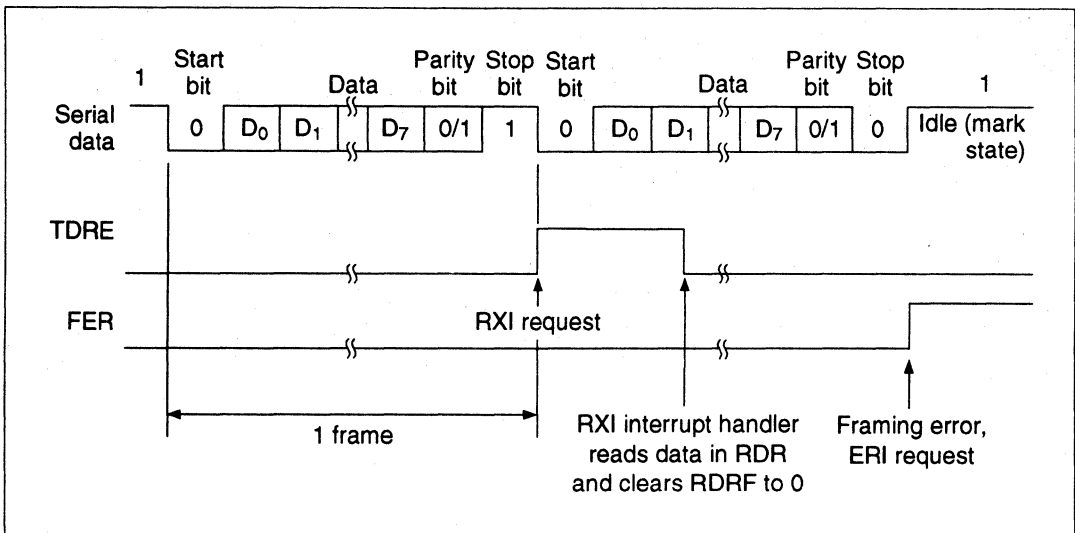 Start Parity Stop Start Parity Stop
1 bit Data bit bit bit Data bit bit 1
Serial data
0 D0 D1 D7 0/1 1 0 D0 D1 D7 0/1 0 Idle (mark state)
TDRE
RXI request
FER
1 frame
RXI interrupt handler
reads data in RDR
and clears RDRF to 0
Framing error,
ERI request